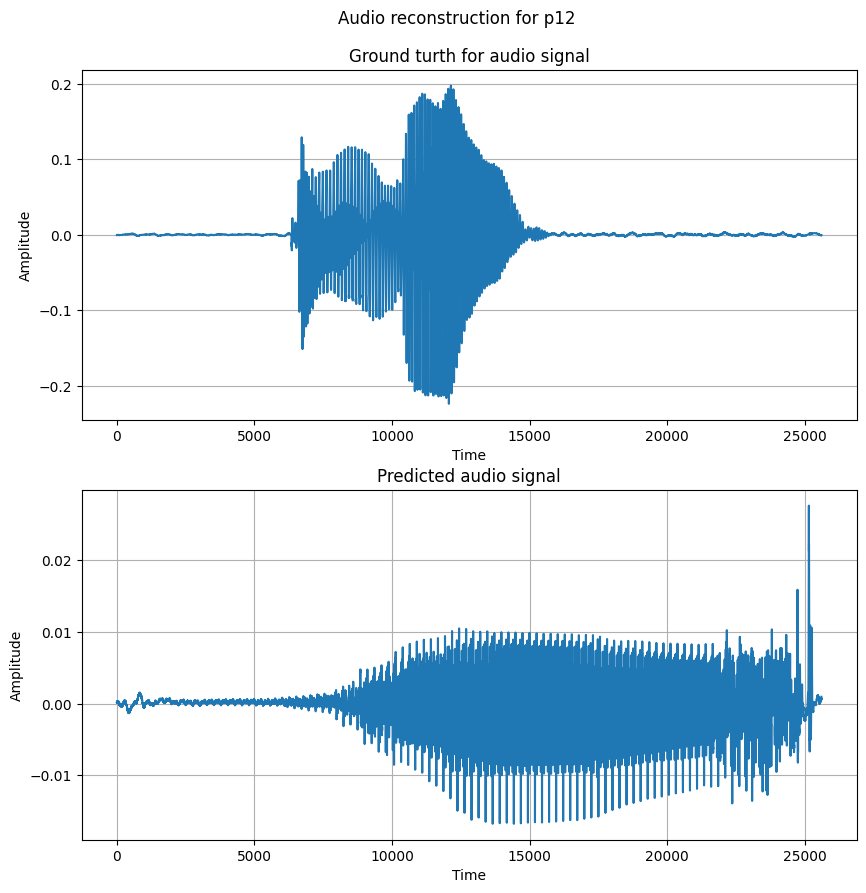 Audio reconstruction for p12
Ground turth for audio signal
0.2
0.1
0.0
−0.1
−0.2
Amplitude
0 5000 10000 15000 20000 25000
Time
Predicted audio signal
0.02
0.01
0.00
−0.01
Amplitude
0 5000 10000 15000 20000 25000
Time